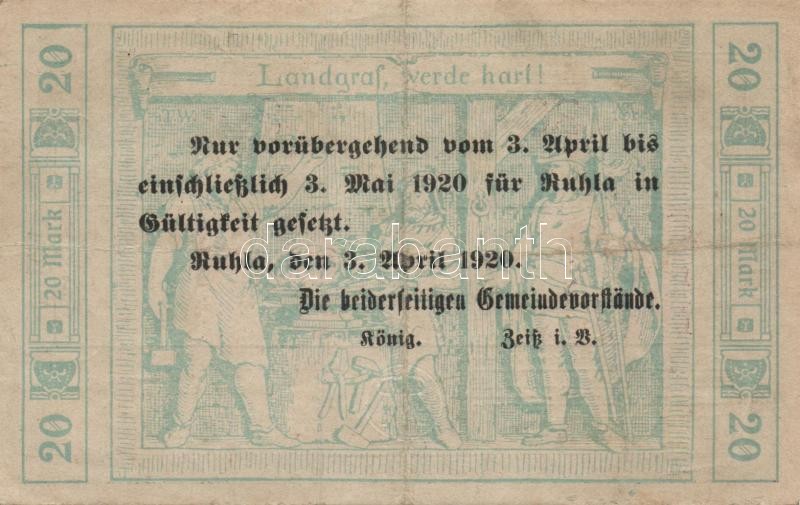 20
20
Landgraf, werde hart!
T.W.
Nur vorübergehend vom 3. April bis
einschließlich 3. Mai 1920 für Ruhla in
Gültigkeit gesetzt.
Ruhla, den 3. April 1920.
Die beiderseitigen Gemeindevorstände.
König. Zeiß i. V.
20 Mark
20 Mark
20
20
darabanth